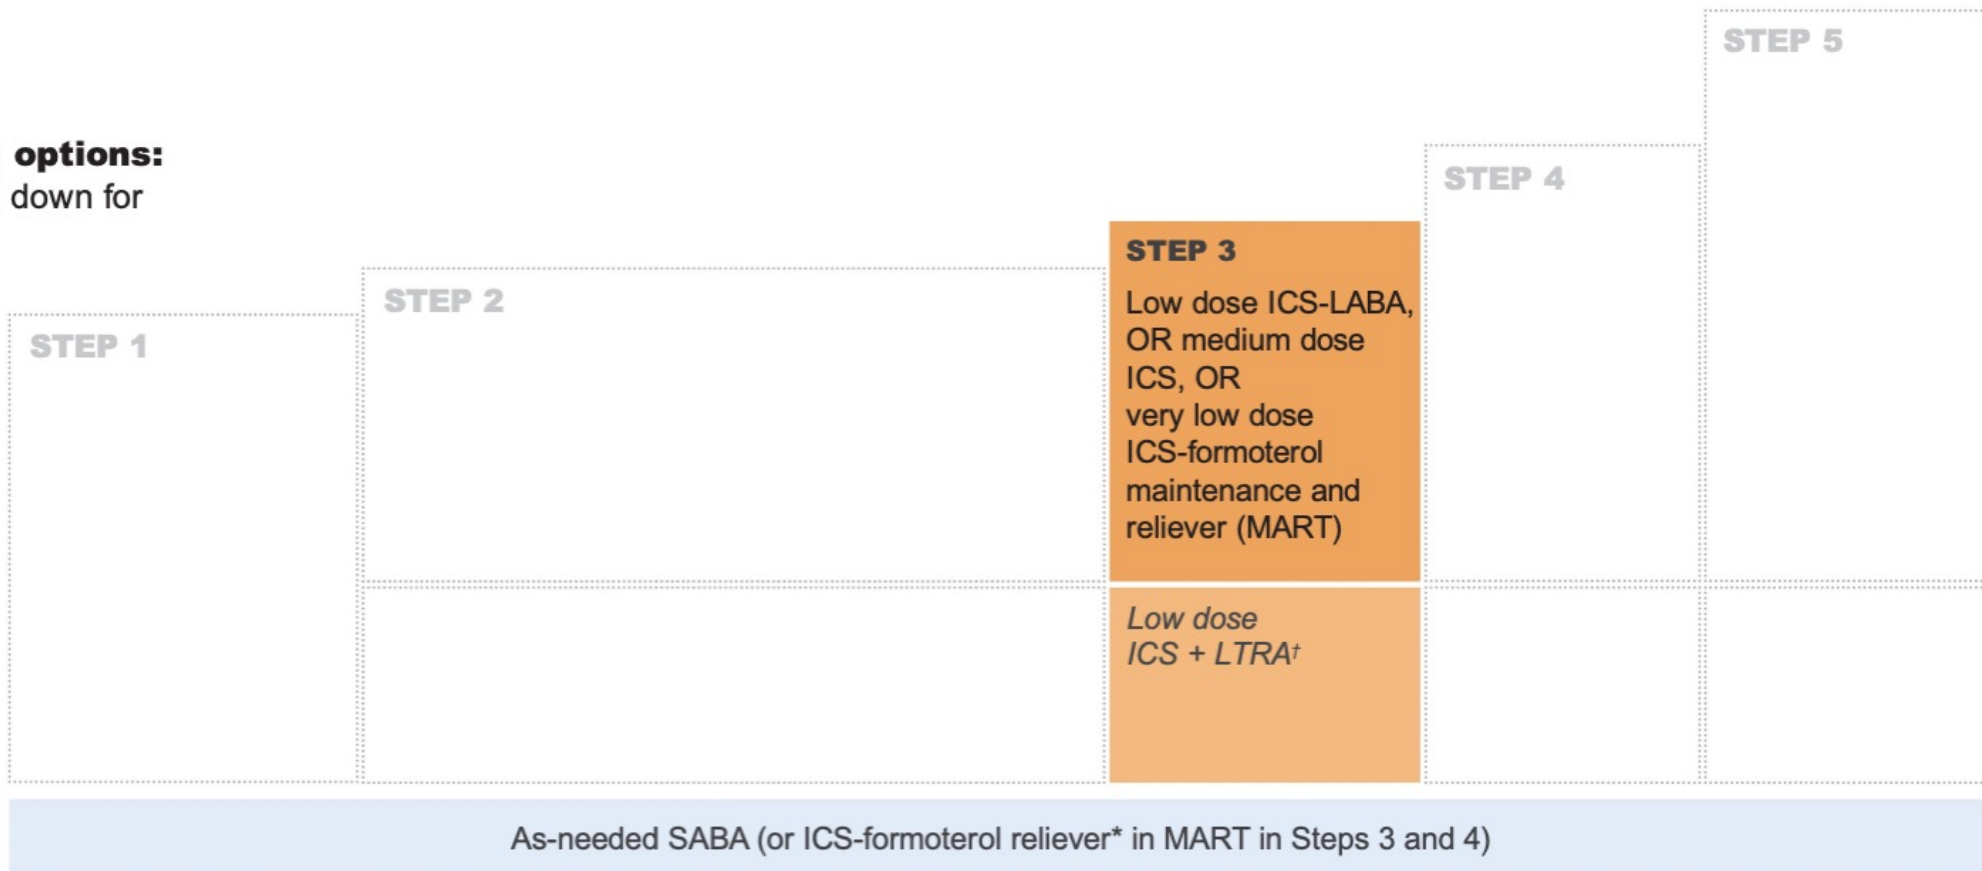 STEP 5
options:
down for
STEP 4
STEP 3
Low dose ICS-LABA,
OR medium dose
ICS, OR
very low dose
ICS-formoterol
maintenance and
reliever (MART)
STEP 2
STEP 1
Low dose
ICS + LTRA†
As-needed SABA (or ICS-formoterol reliever* in MART in Steps 3 and 4)